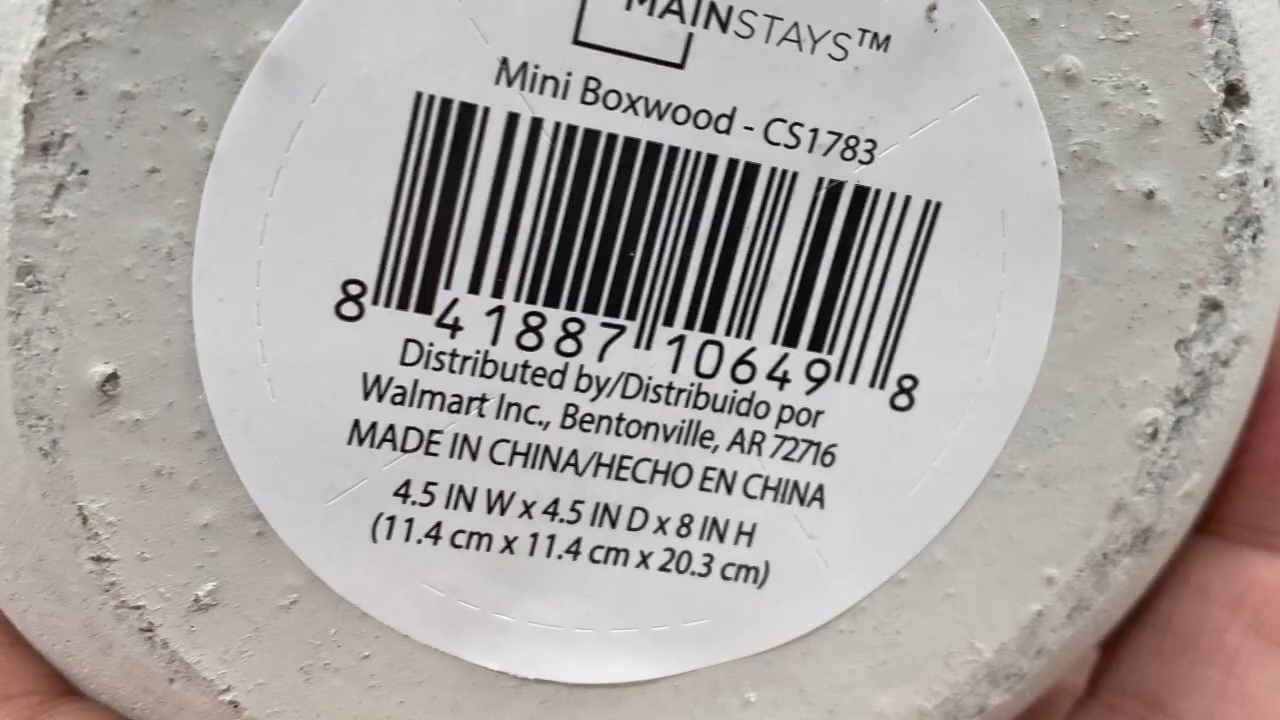 MAINSTAYS™
Mini Boxwood - CS1783
8 41887 10649 8
Distributed by/Distribuido por
Walmart Inc., Bentonville, AR 72716
MADE IN CHINA/HECHO EN CHINA
4.5 IN W x 4.5 IN D x 8 IN H
(11.4 cm x 11.4 cm x 20.3 cm)